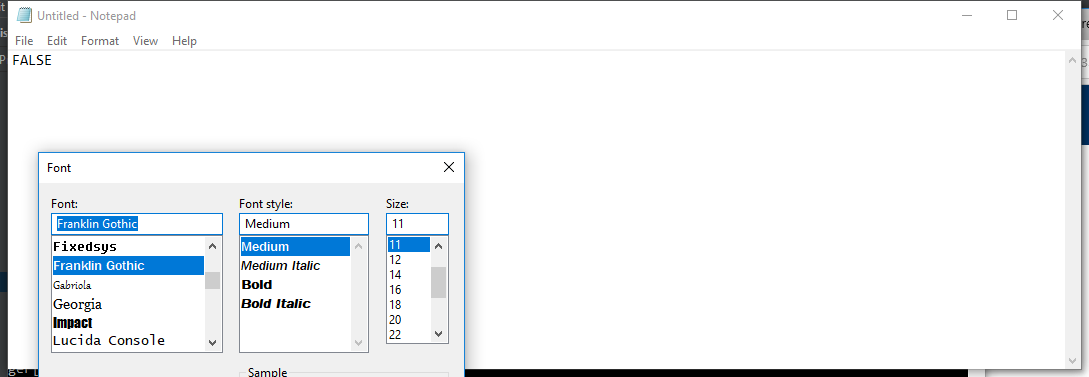 Untitled - Notepad
File Edit Format View Help
FALSE
Font
Font: Font style: Size:
Franklin Gothic Medium 11
Fixedsys Medium 11
Franklin Gothic Medium Italic 12
Gabriola Bold 14
Georgia Bold Italic 16
Impact 18
Lucida Console 20
22
Sample